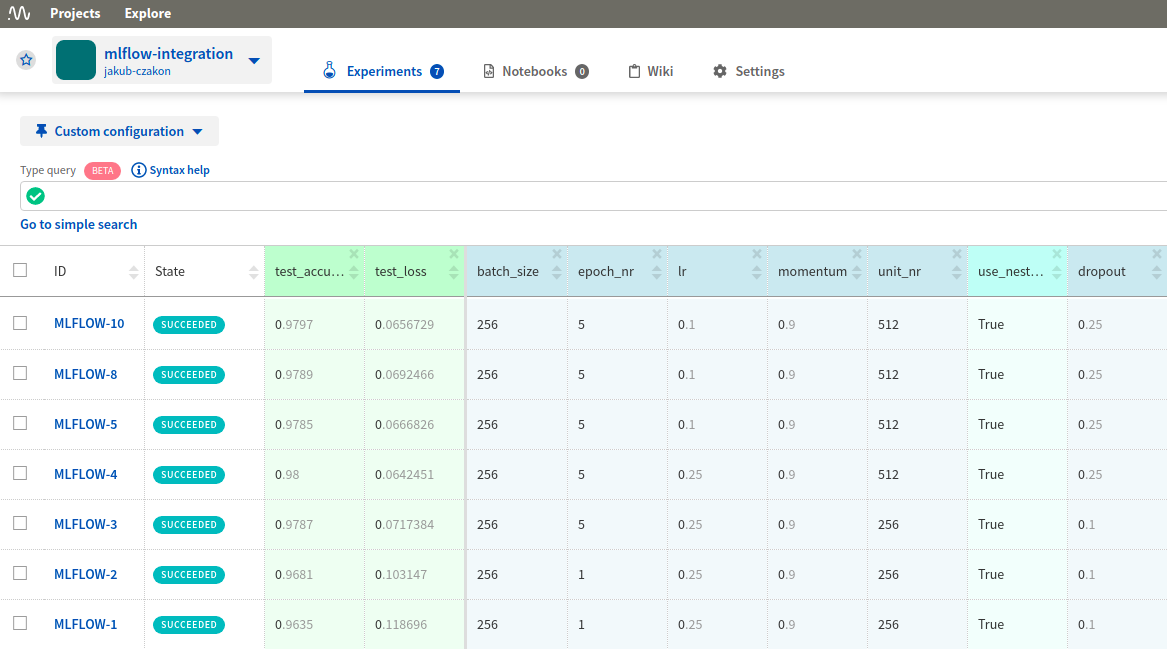 Projects Explore
mlflow-integration
jakub-czakon
Experiments 7 Notebooks 0 Wiki Settings
Custom configuration
Type query BETA Syntax help
Go to simple search
ID State test_accu... test_loss batch_size epoch_nr lr momentum unit_nr use_nest... dropout
MLFLOW-10 SUCCEEDED 0.9797 0.0656729 256 5 0.1 0.9 512 True 0.25
MLFLOW-8 SUCCEEDED 0.9789 0.0692466 256 5 0.1 0.9 512 True 0.25
MLFLOW-5 SUCCEEDED 0.9785 0.0666826 256 5 0.1 0.9 512 True 0.25
MLFLOW-4 SUCCEEDED 0.98 0.0642451 256 5 0.25 0.9 512 True 0.25
MLFLOW-3 SUCCEEDED 0.9787 0.0717384 256 5 0.25 0.9 256 True 0.1
MLFLOW-2 SUCCEEDED 0.9681 0.103147 256 1 0.25 0.9 256 True 0.1
MLFLOW-1 SUCCEEDED 0.9635 0.118696 256 1 0.25 0.9 256 True 0.1